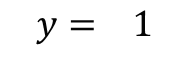 y = 1